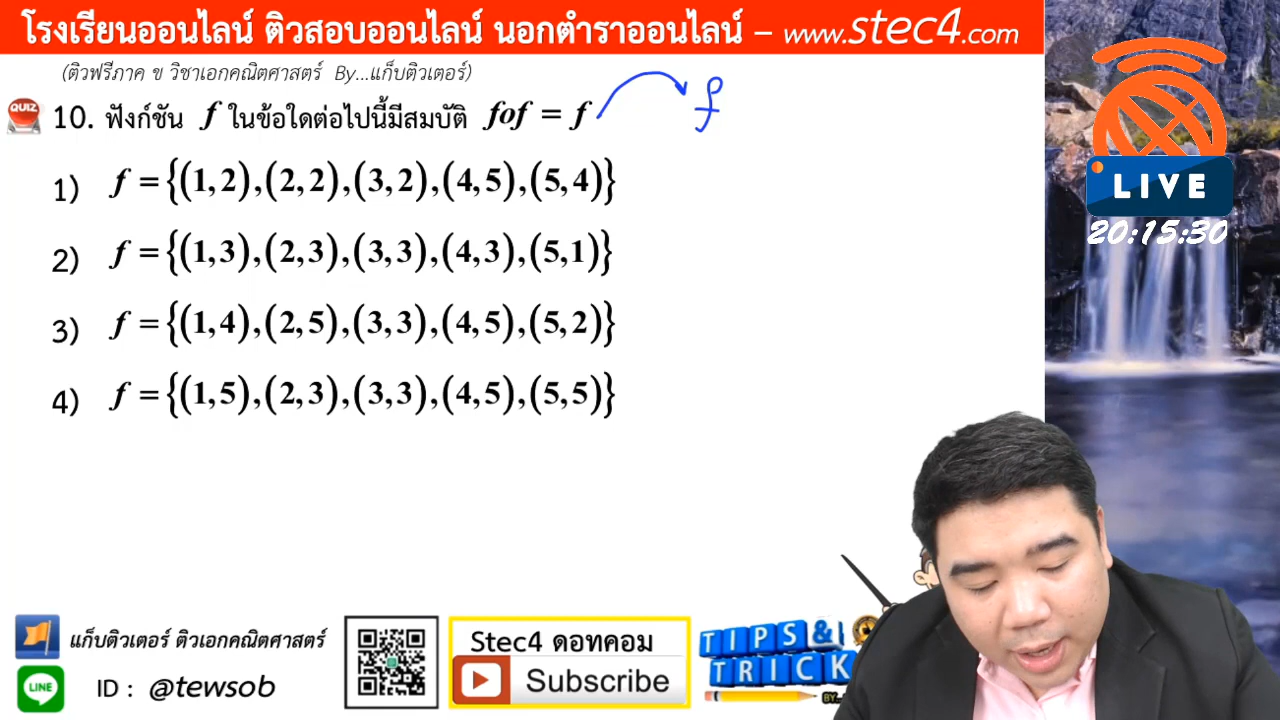 โรงเรียนออนไลน์ ติวสอบออนไลน์ นอกตำราออนไลน์ – www.stec4.com
(ติวฟรีภาค ข วิชาเอกคณิตศาสตร์ By...แก็บติวเตอร์)
QUIZ 10. ฟังก์ชัน f ในข้อใดต่อไปนี้มีสมบัติ fof = f f
1) f = {(1,2),(2,2),(3,2),(4,5),(5,4)}
2) f = {(1,3),(2,3),(3,3),(4,3),(5,1)}
3) f = {(1,4),(2,5),(3,3),(4,5),(5,2)}
4) f = {(1,5),(2,3),(3,3),(4,5),(5,5)}
LIVE
20:15:30
แก็บติวเตอร์ ติวเอกคณิตศาสตร์
LINE ID : @tewsob
Stec4 ดอทคอม
Subscribe
TIPS &
TRICK